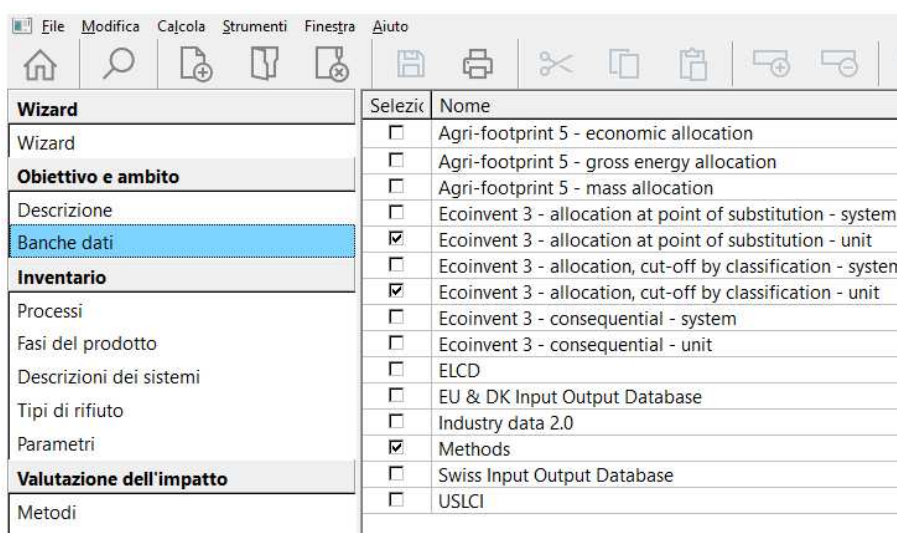 File Modifica Calcola Strumenti Finestra Aiuto
Wizard
Wizard
Obiettivo e ambito
Descrizione
Banche dati
Inventario
Processi
Fasi del prodotto
Descrizioni dei sistemi
Tipi di rifiuto
Parametri
Valutazione dell'impatto
Metodi
Selezic Nome
Agri-footprint 5 - economic allocation
Agri-footprint 5 - gross energy allocation
Agri-footprint 5 - mass allocation
Ecoinvent 3 - allocation at point of substitution - system
Ecoinvent 3 - allocation at point of substitution - unit
Ecoinvent 3 - allocation, cut-off by classification - system
Ecoinvent 3 - allocation, cut-off by classification - unit
Ecoinvent 3 - consequential - system
Ecoinvent 3 - consequential - unit
ELCD
EU & DK Input Output Database
Industry data 2.0
Methods
Swiss Input Output Database
USLCI